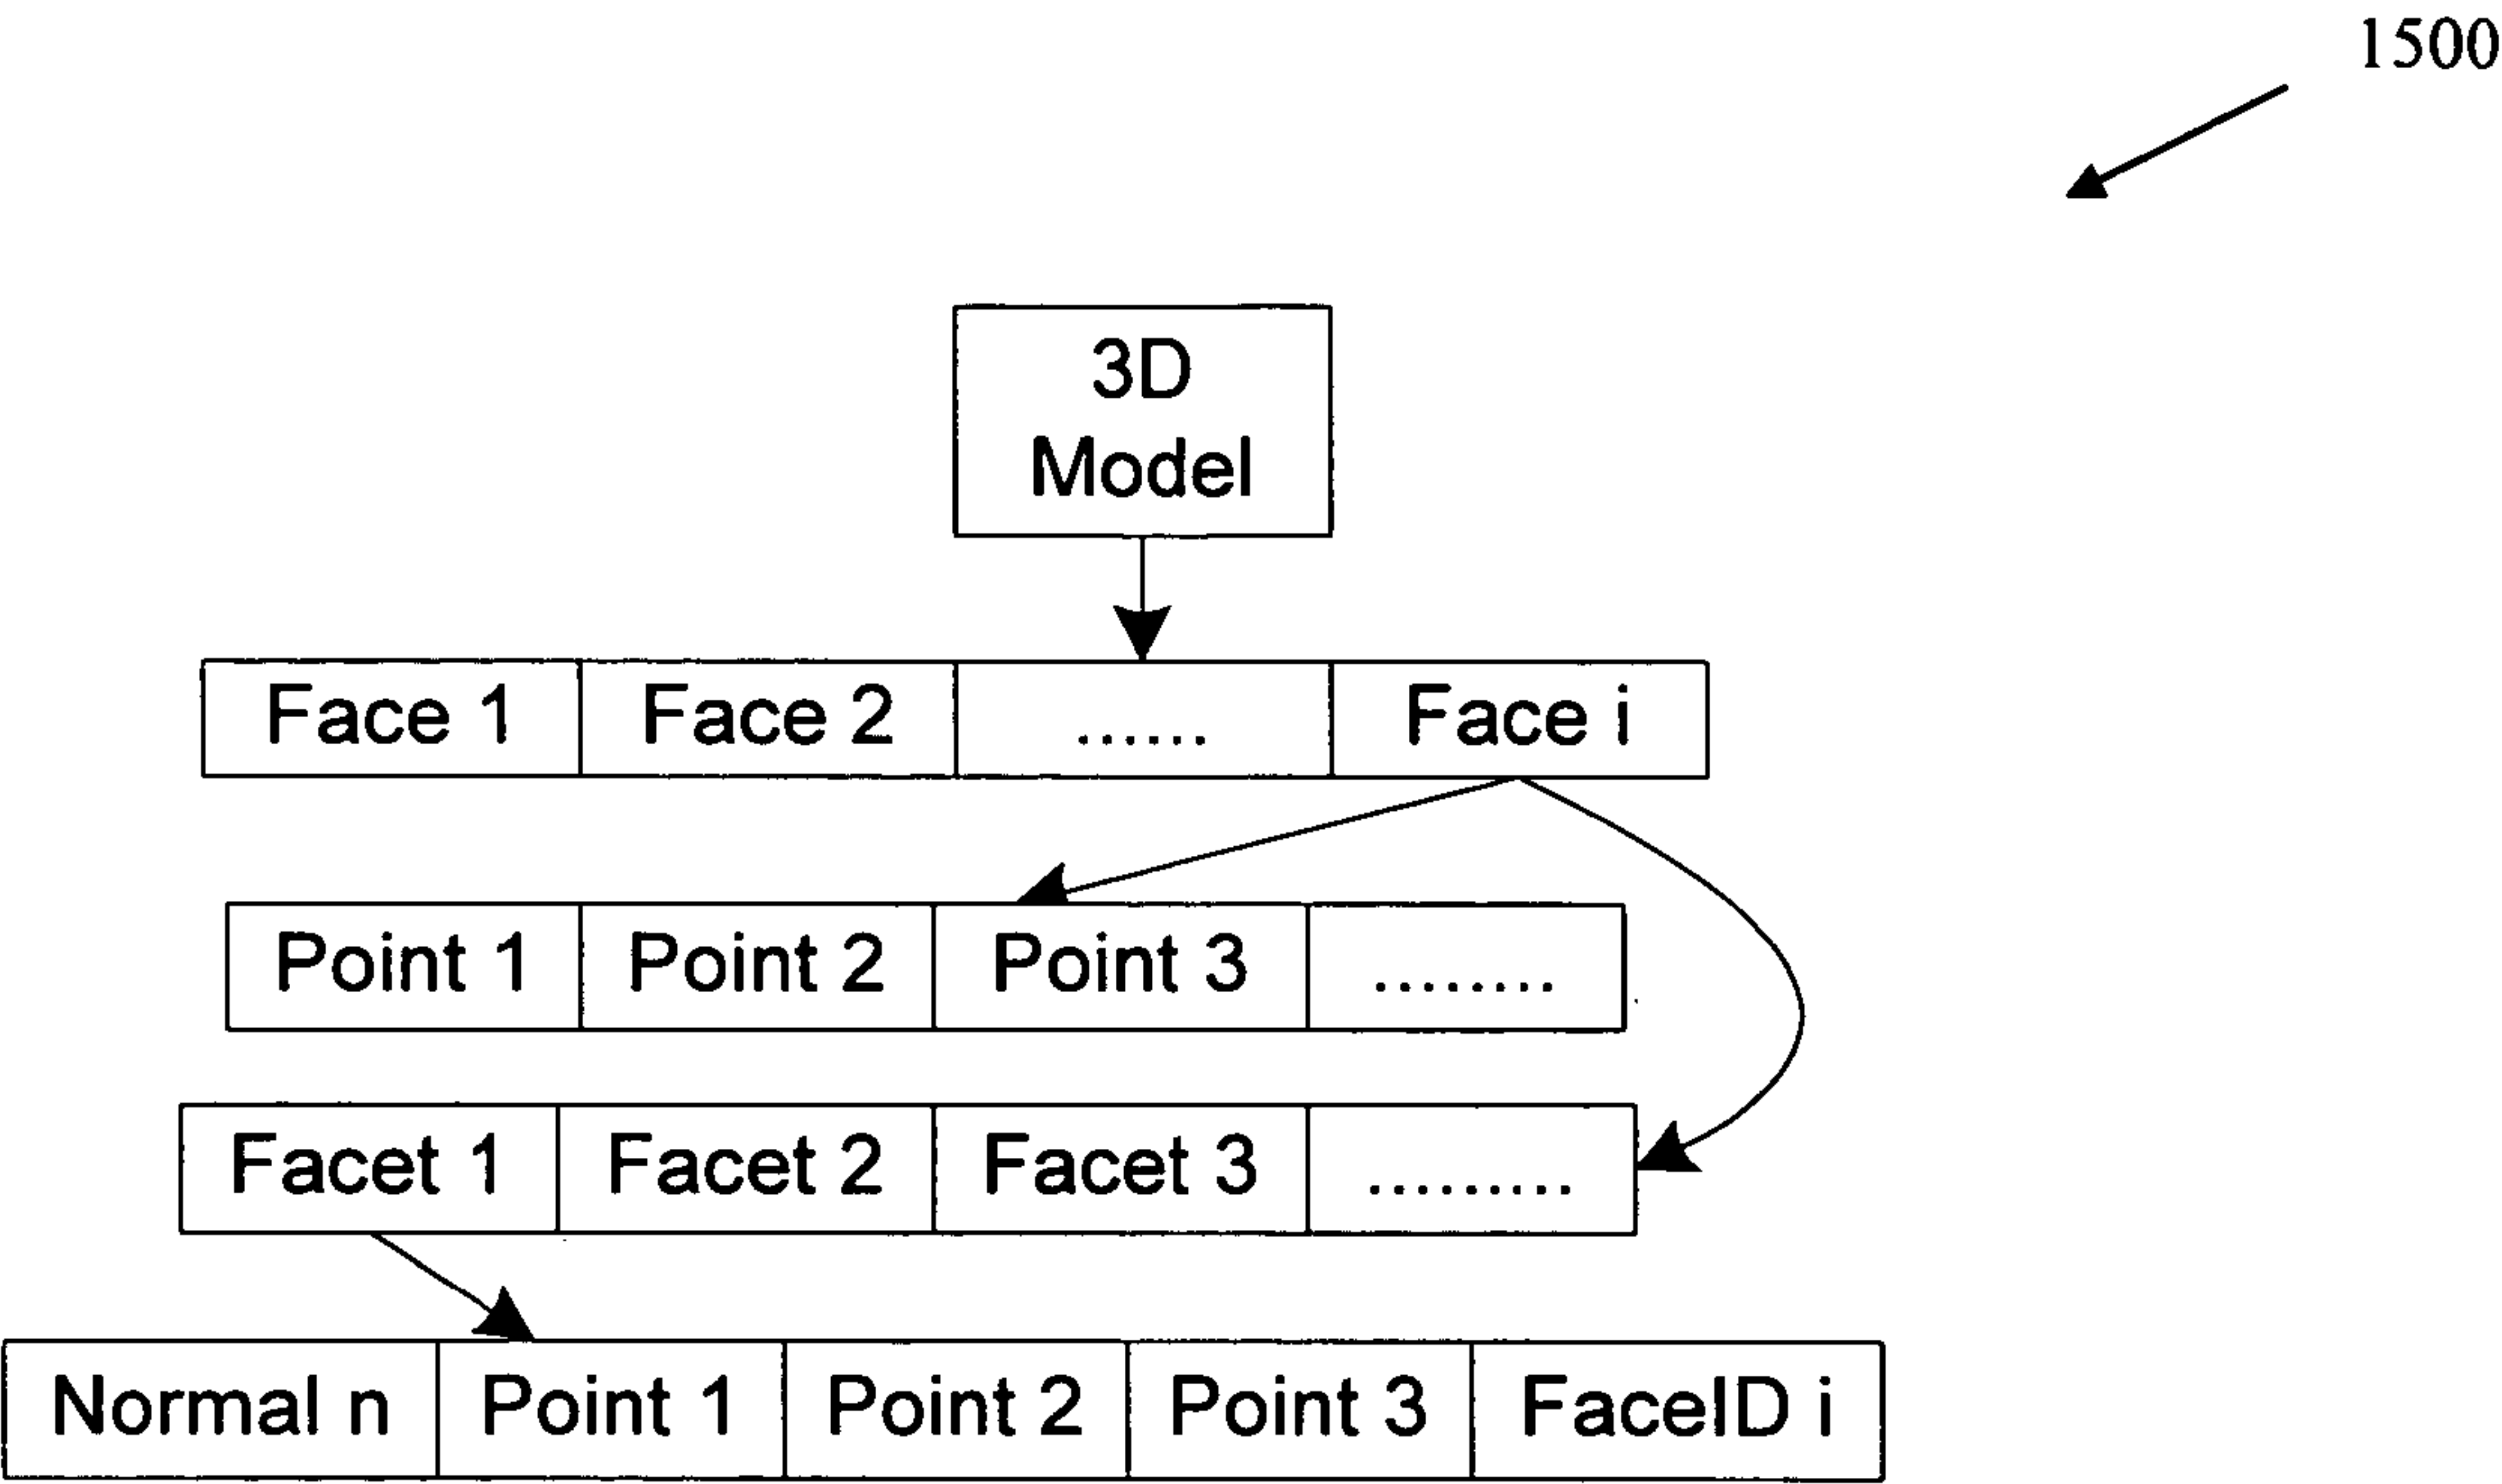 1500
3D
Model
Face 1 Face 2 ...... Face i
Point 1 Point 2 Point 3 ........
Facet 1 Facet 2 Facet 3 .........
Normal n Point 1 Point 2 Point 3 FaceID i